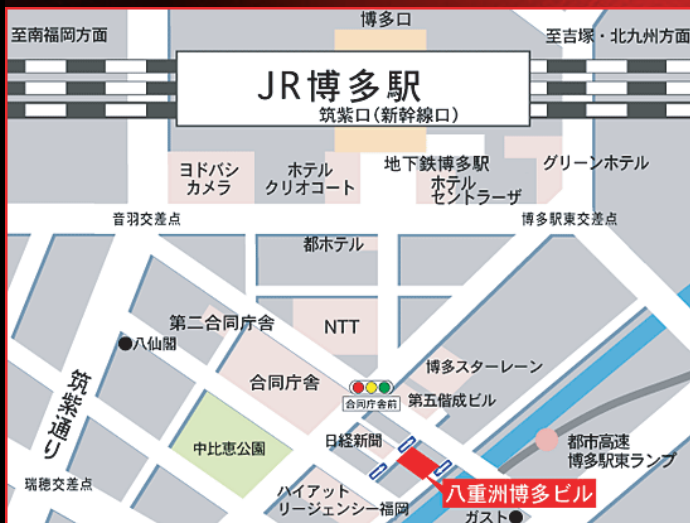 博多口
至南福岡方面
至吉塚・北九州方面
JR博多駅
筑紫口(新幹線口)
ヨドバシ
カメラ
ホテル
クリオコート
地下鉄博多駅
ホテル
セントラーザ
グリーンホテル
音羽交差点
博多駅東交差点
都ホテル
第二合同庁舎
NTT
八仙閣
合同庁舎
博多スターレーン
合同庁舎前
第五偕成ビル
筑紫通り
中比恵公園
日経新聞
都市高速
博多駅東ランプ
瑞穂交差点
ハイアット
リージェンシー福岡
八重洲博多ビル
ガスト